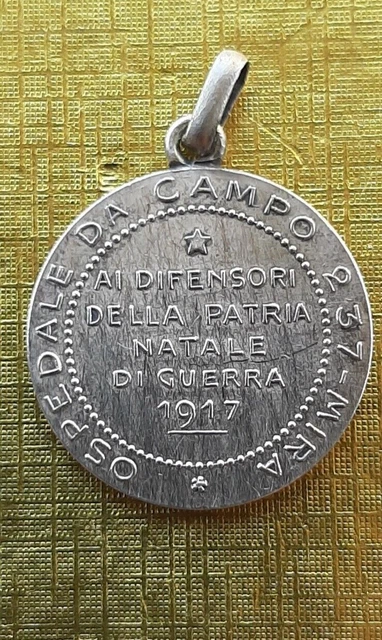 OSPEDALE DA CAMPO 237-MIRA
AI DIFENSORI
DELLA PATRIA
NATALE
DI GUERRA
1917